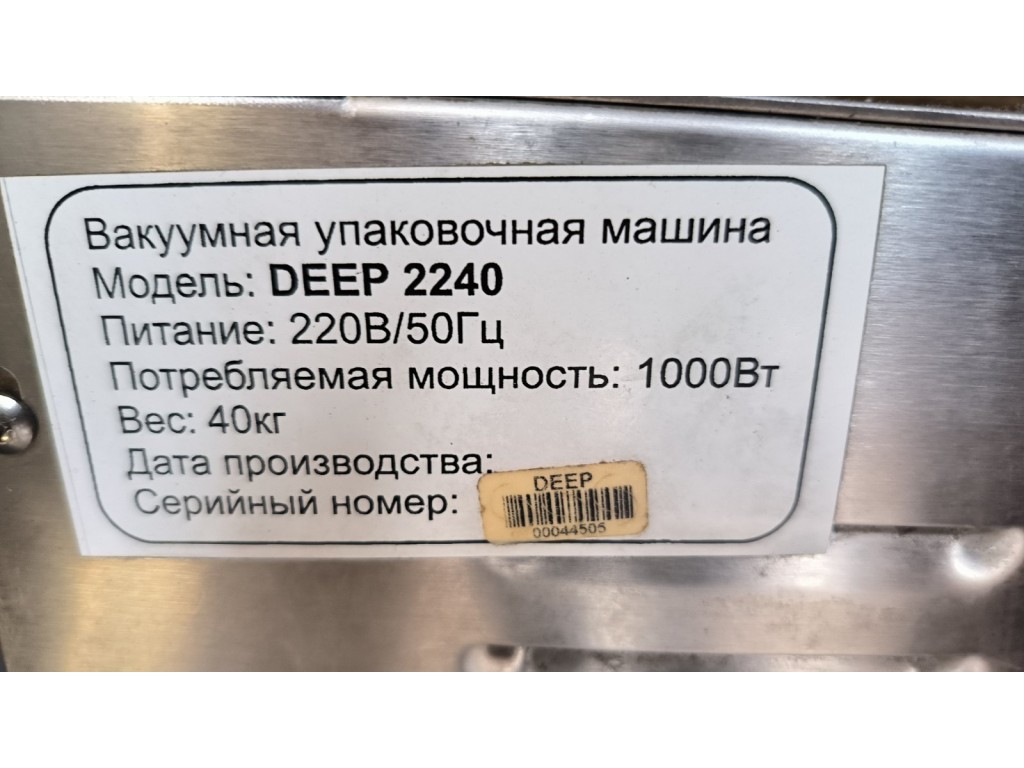 Вакуумная упаковочная машина
Модель: DEEP 2240
Питание: 220В/50Гц
Потребляемая мощность: 1000Вт
Вес: 40кг
Дата производства:
Серийный номер:
DEEP
00044505